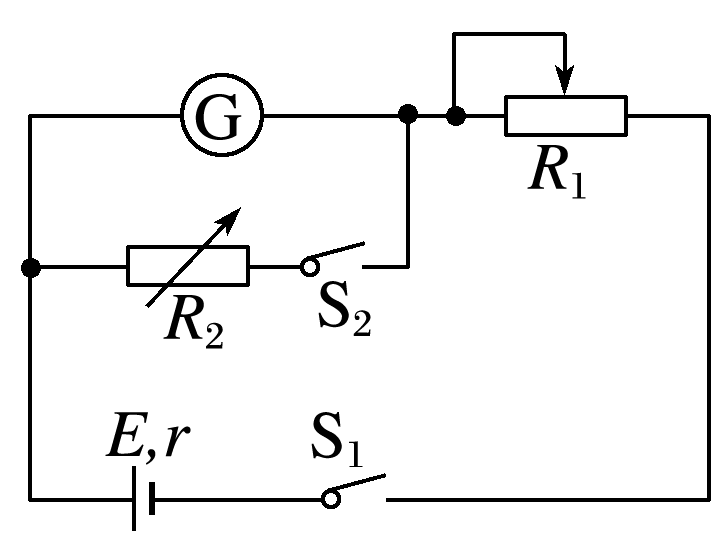 G
R₁
R₂
S₂
E,r
S₁